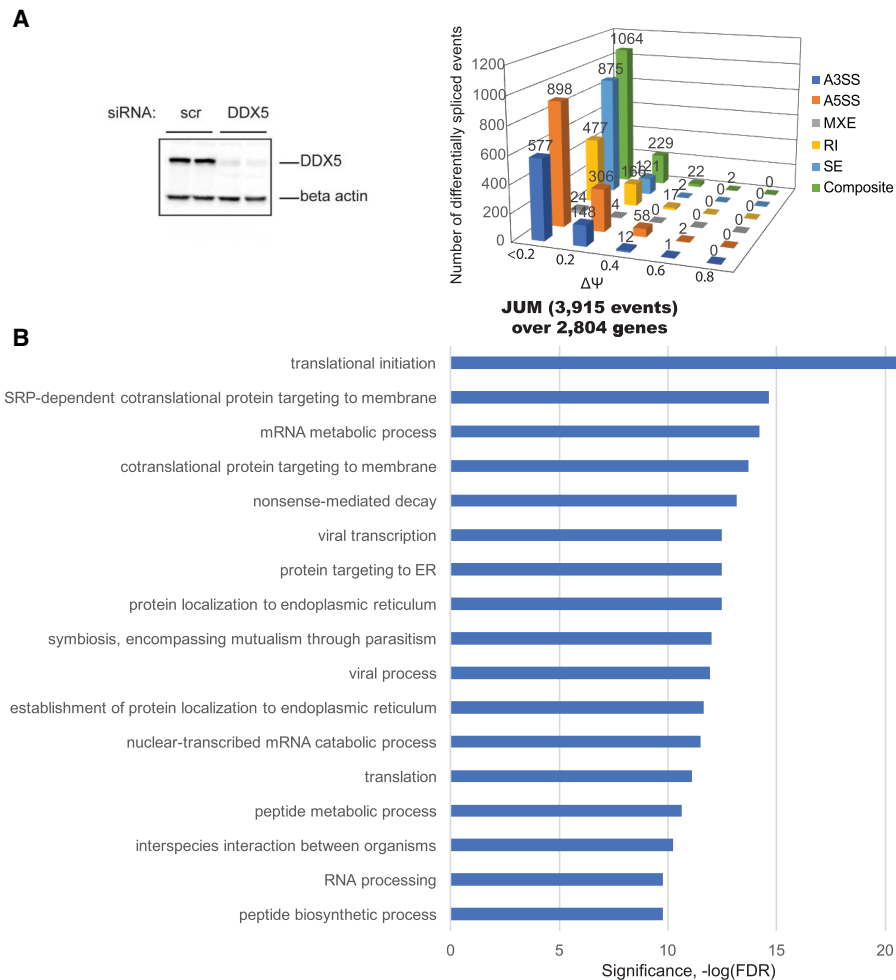 A
siRNA: scr DDX5
DDX5
beta actin
Number of differentially spliced events
1200
1000
800
600
400
200
0
1064
875
898
477
577
229
306
166
121
22
2
0
24
148
4
17
2
0
0
58
0
0
0
12
2
0
1
0
0
<0.2
0.2
0.4
0.6
0.8
ΔΨ
A3SS
A5SS
MXE
RI
SE
Composite
JUM (3,915 events)
over 2,804 genes
B
translational initiation
SRP-dependent cotranslational protein targeting to membrane
mRNA metabolic process
cotranslational protein targeting to membrane
nonsense-mediated decay
viral transcription
protein targeting to ER
protein localization to endoplasmic reticulum
symbiosis, encompassing mutualism through parasitism
viral process
establishment of protein localization to endoplasmic reticulum
nuclear-transcribed mRNA catabolic process
translation
peptide metabolic process
interspecies interaction between organisms
RNA processing
peptide biosynthetic process
0 5 10 15 20
Significance, -log(FDR)